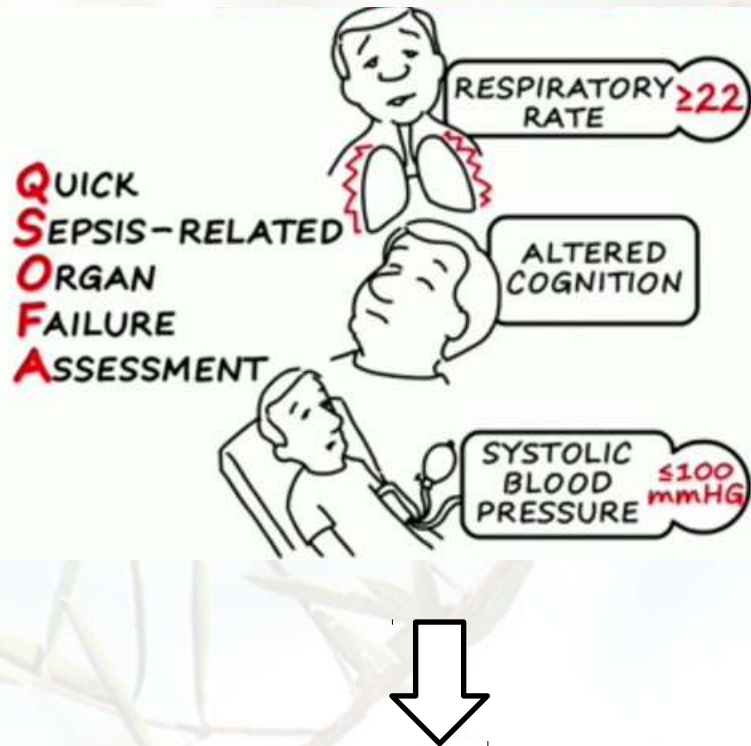 RESPIRATORY
RATE
≥22
QUICK
SEPSIS-RELATED
ORGAN
FAILURE
ASSESSMENT
ALTERED
COGNITION
SYSTOLIC
BLOOD
PRESSURE
≤100
mmHG